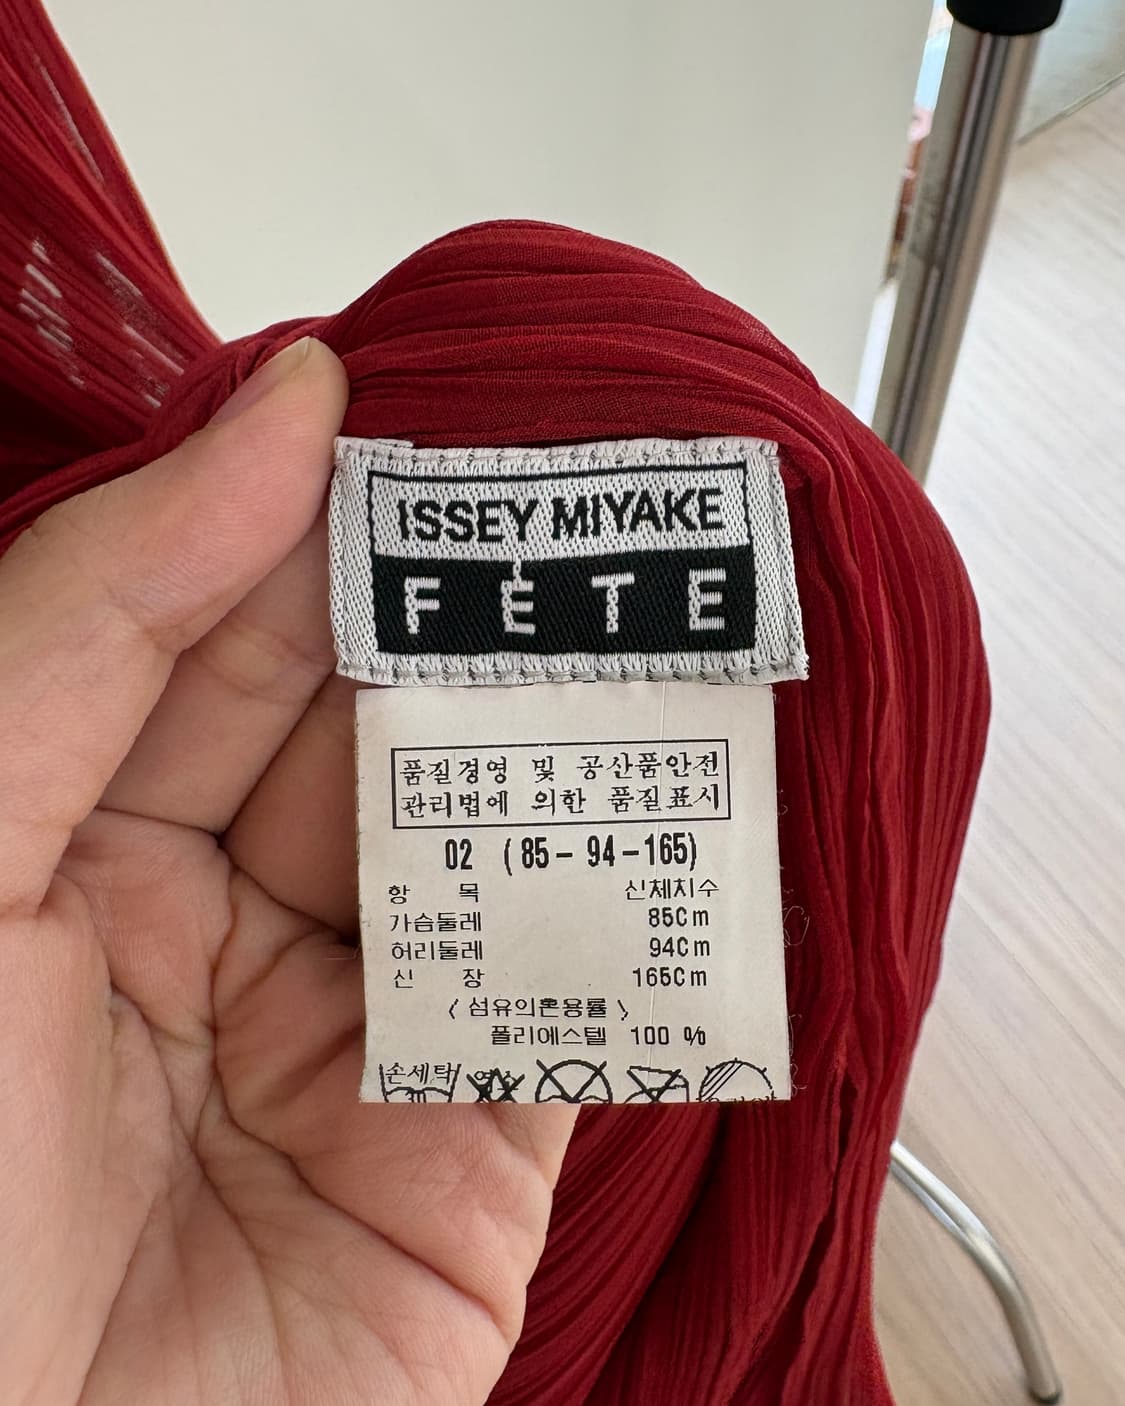 ISSEY MIYAKE
FÊTE
품질경영 및 공산품안전
관리법에 의한 품질표시
02 (85-94-165)
항 목 신체치수
가슴둘레 85Cm
허리둘레 94Cm
신 장 165Cm
〈 섬유의혼용률 〉
폴리에스텔 100 %
손세탁